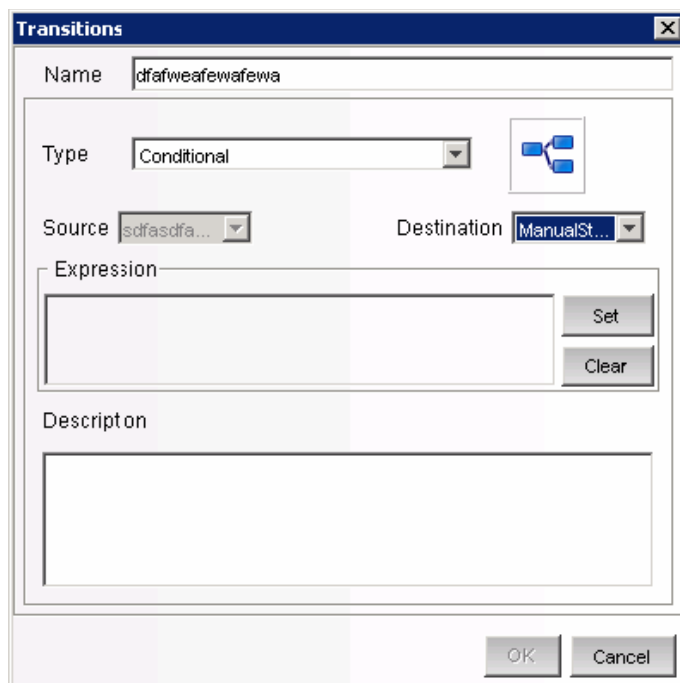 Transitions
Name dfafweafewafewa
Type Conditional
Source sdfasdfa... Destination ManualSt...
Expression
Set
Clear
Descripton
OK Cancel